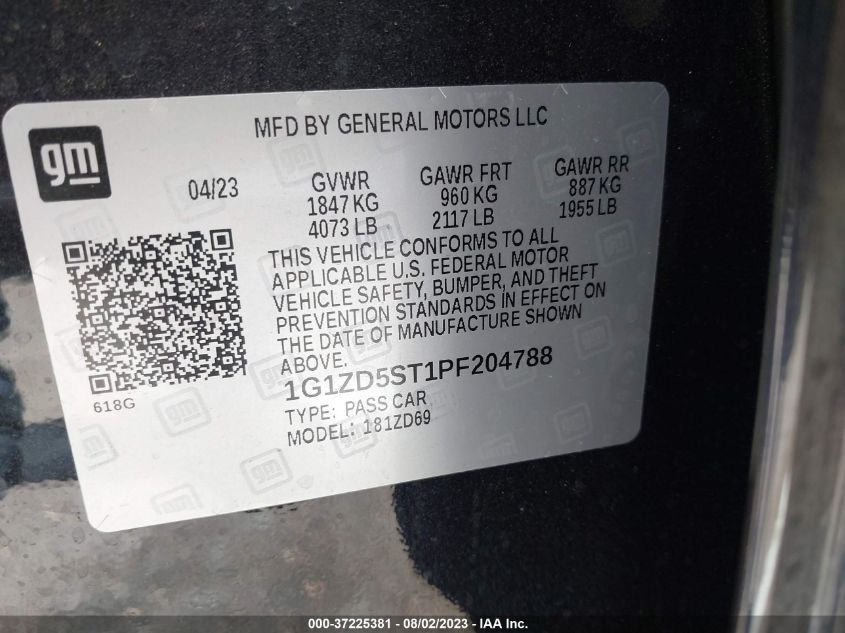 MFD BY GENERAL MOTORS LLC
gm
04/23
GVWR
1847 KG
4073 LB
GAWR FRT
960 KG
2117 LB
GAWR RR
887 KG
1955 LB
THIS VEHICLE CONFORMS TO ALL
APPLICABLE U.S. FEDERAL MOTOR
VEHICLE SAFETY, BUMPER, AND THEFT
PREVENTION STANDARDS IN EFFECT ON
THE DATE OF MANUFACTURE SHOWN
ABOVE.
618G
1G1ZD5ST1PF204788
TYPE: PASS CAR
MODEL: 181ZD69
000-37225381 - 08/02/2023 - IAA Inc.